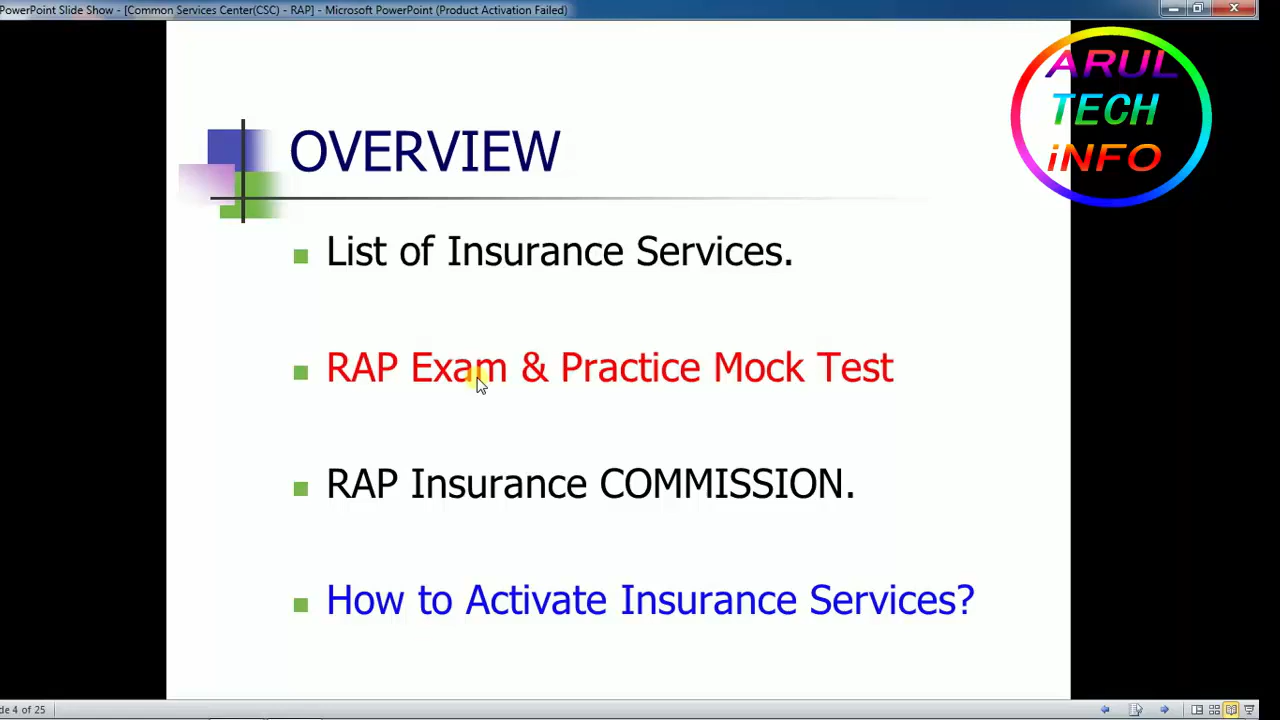 PowerPoint Slide Show - [Common Services Center(CSC) - RAP] - Microsoft PowerPoint (Product Activation Failed)
ARUL
TECH
iNFO
OVERVIEW
List of Insurance Services.
RAP Exam & Practice Mock Test
RAP Insurance COMMISSION.
How to Activate Insurance Services?
de 4 of 25